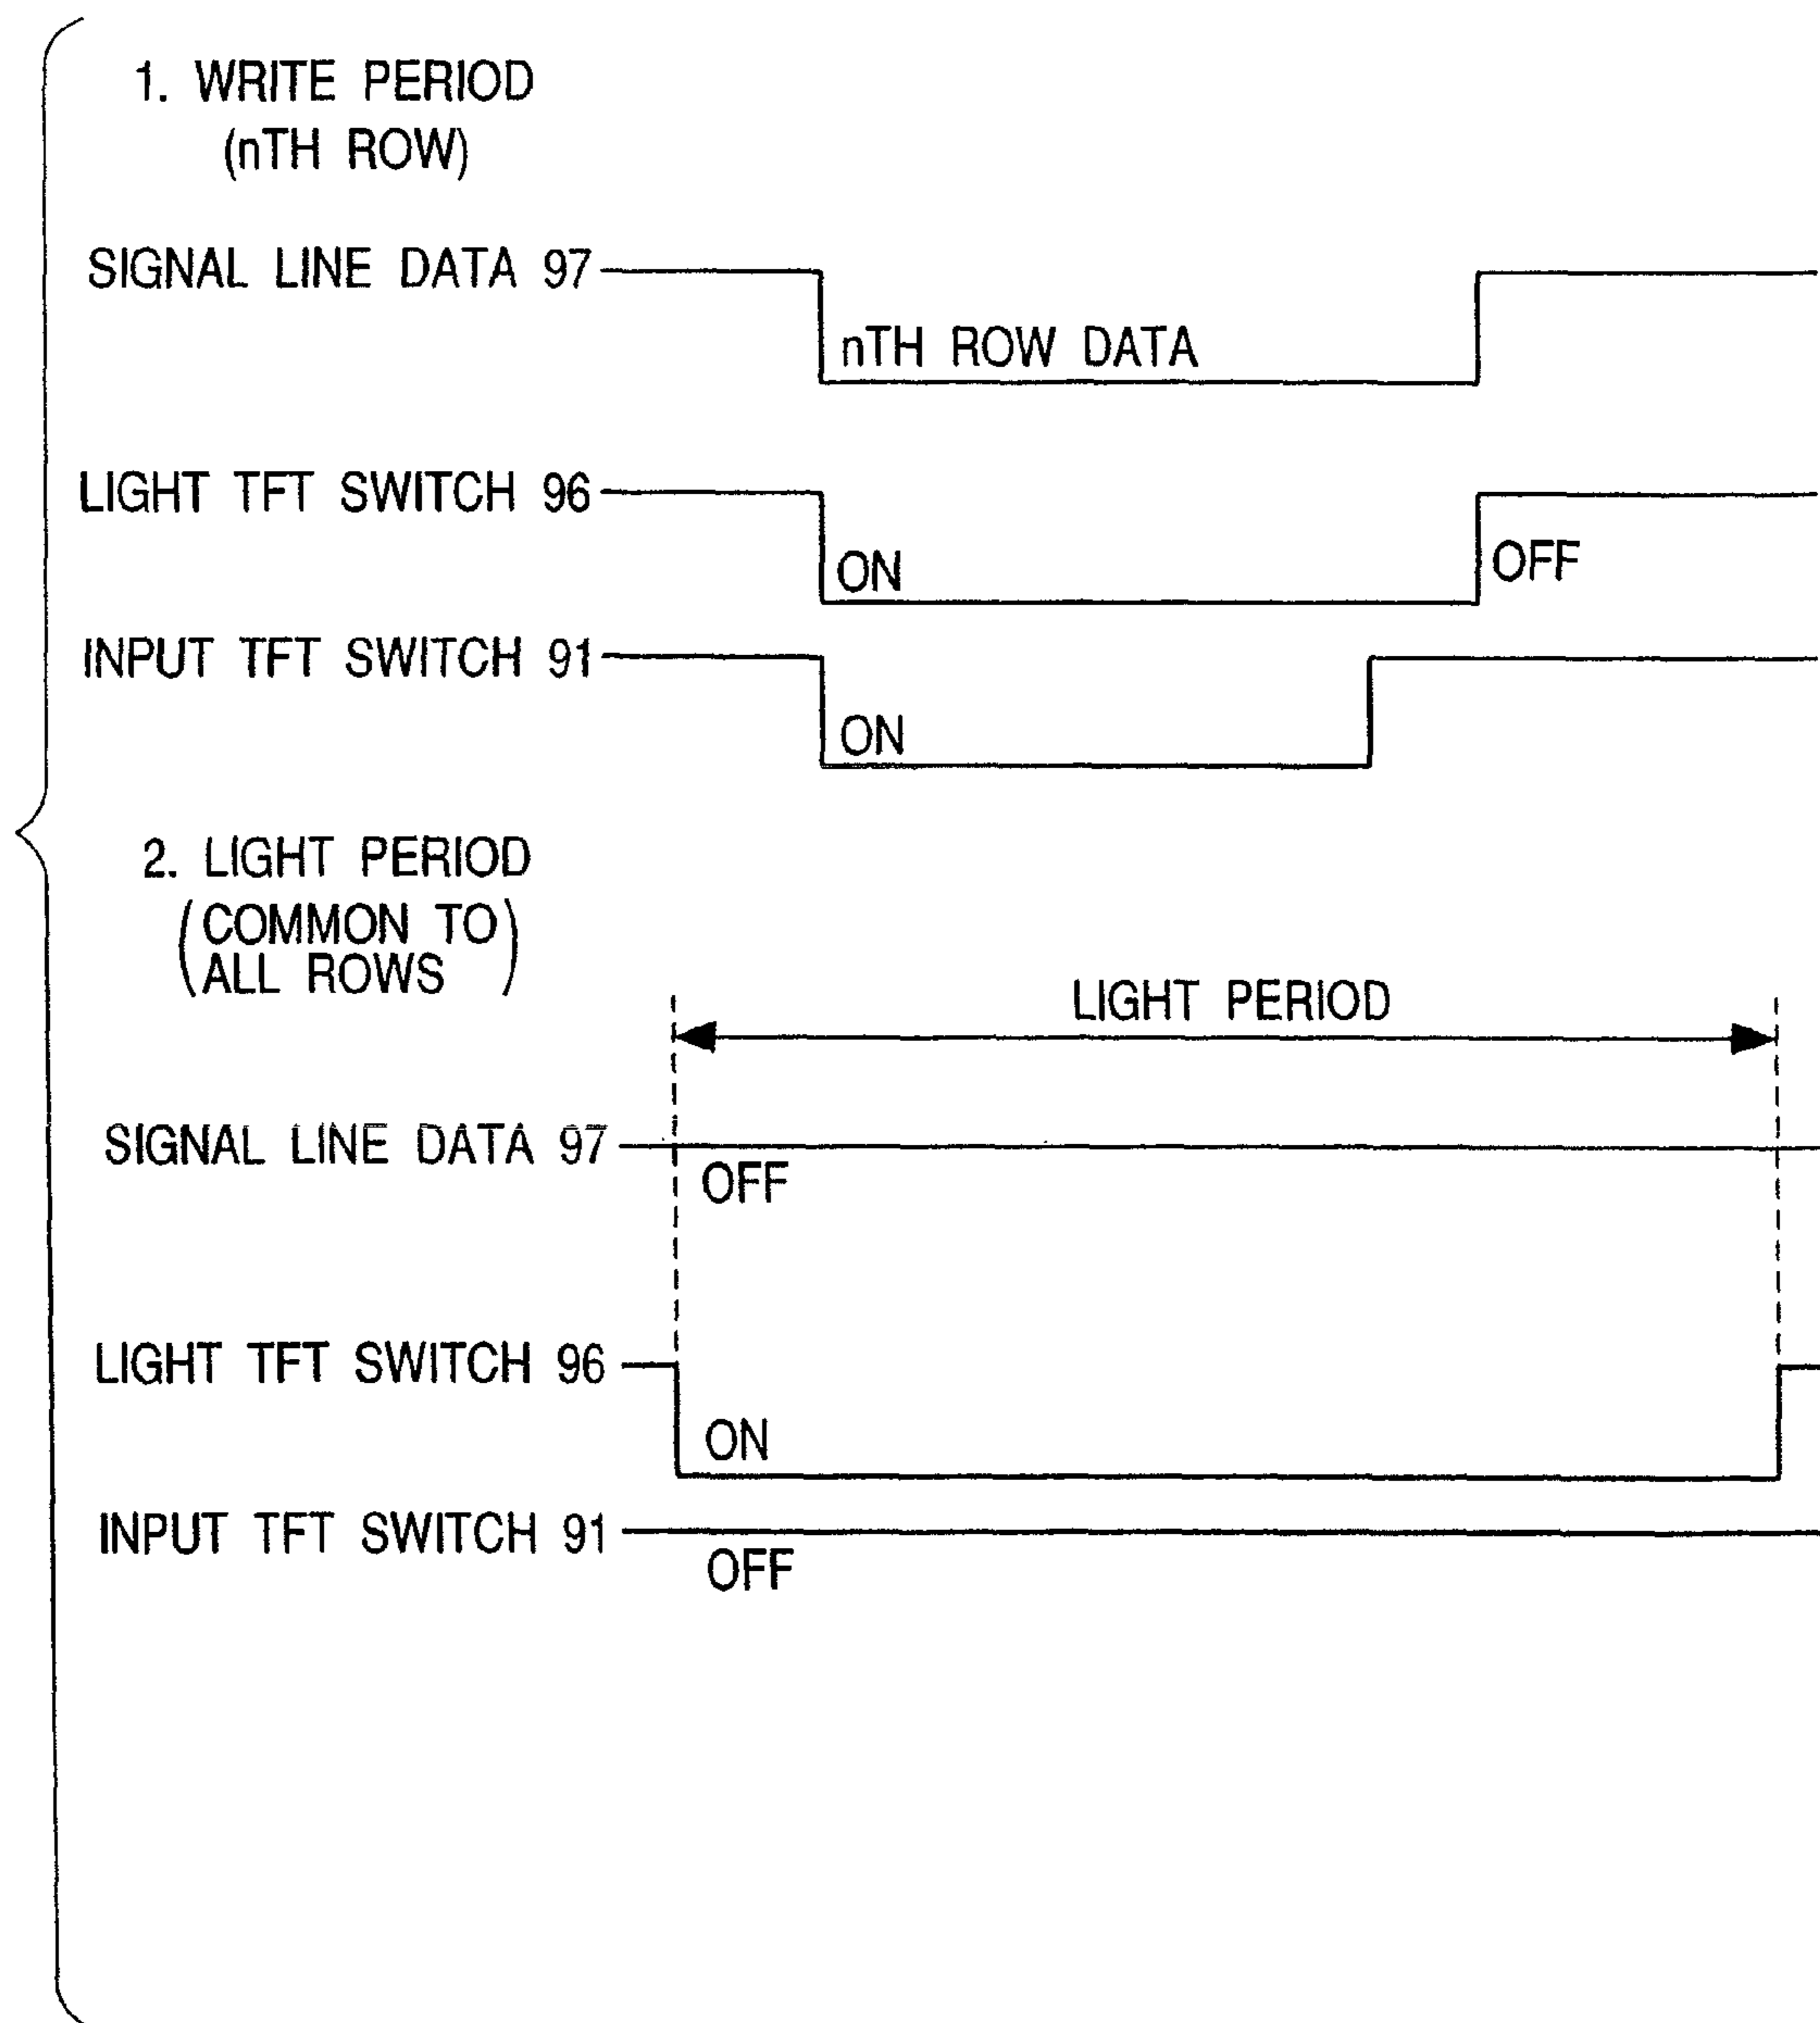 1. WRITE PERIOD
(nTH ROW)
SIGNAL LINE DATA 97
nTH ROW DATA
LIGHT TFT SWITCH 96
ON
OFF
INPUT TFT SWITCH 91
ON
2. LIGHT PERIOD
(COMMON TO
ALL ROWS)
LIGHT PERIOD
SIGNAL LINE DATA 97
OFF
LIGHT TFT SWITCH 96
ON
INPUT TFT SWITCH 91
OFF